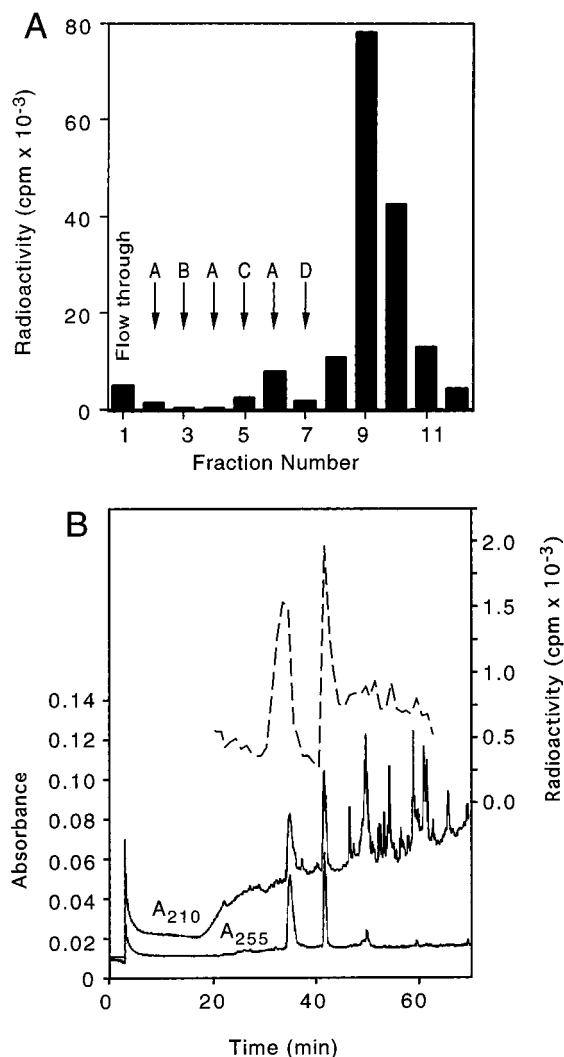 A
Radioactivity (cpm x 10-3)
80
60
40
20
0
Flow through
A B A C A D
1 3 5 7 9 11
Fraction Number
B
Absorbance
0.14
0.12
0.10
0.08
0.06
0.04
0.02
0
A210
A255
2.0
1.5
1.0
0.5
0.0
Radioactivity (cpm x 10-3)
0 20 40 60
Time (min)